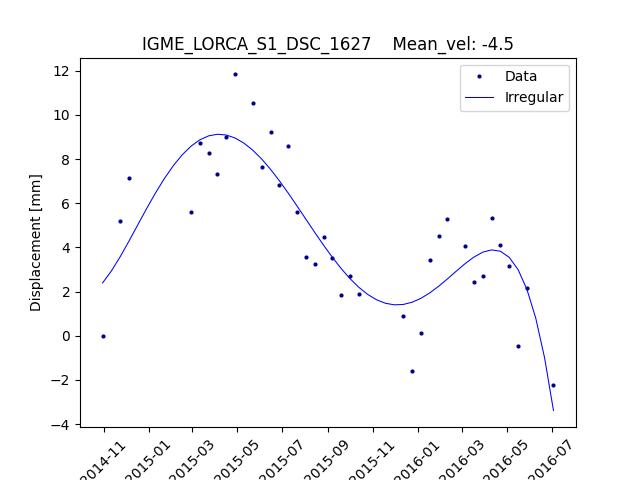 IGME_LORCA_S1_DSC_1627    Mean_vel: -4.5
Data
Irregular
Displacement [mm]
12
10
8
6
4
2
0
−2
−4
2014-11 2015-01 2015-03 2015-05 2015-07 2015-09 2015-11 2016-01 2016-03 2016-05 2016-07